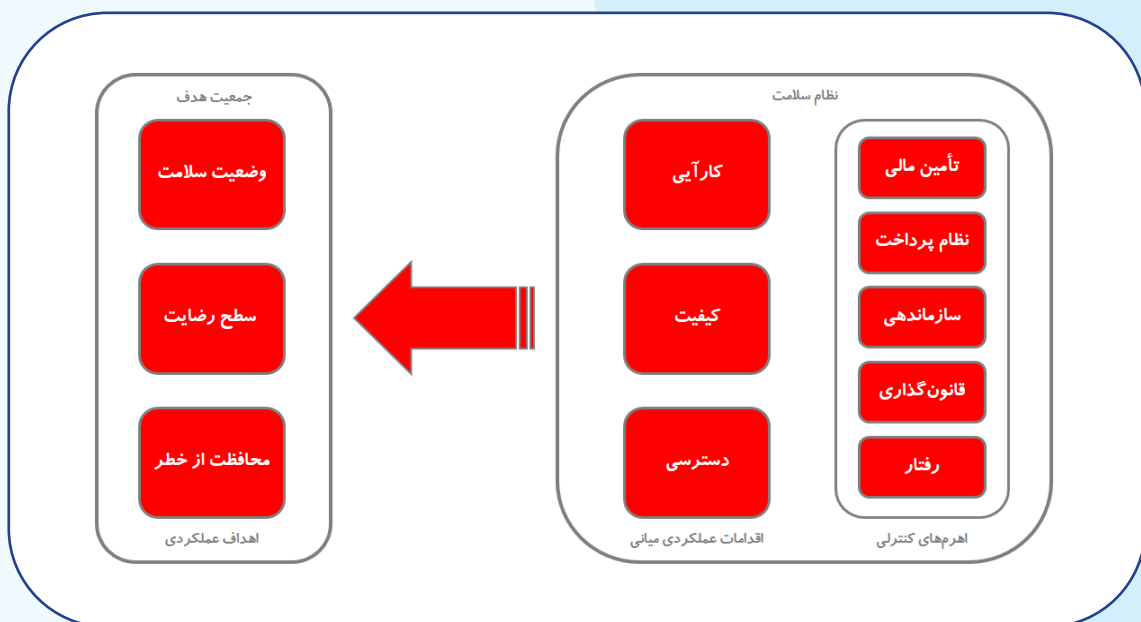 نظام سلامت
تأمین مالی
نظام پرداخت
سازماندهی
قانون‌گذاری
رفتار
اهرم‌های کنترلی
کارآیی
کیفیت
دسترسی
اقدامات عملکردی میانی
جمعیت هدف
وضعیت سلامت
سطح رضایت
محافظت از خطر
اهداف عملکردی